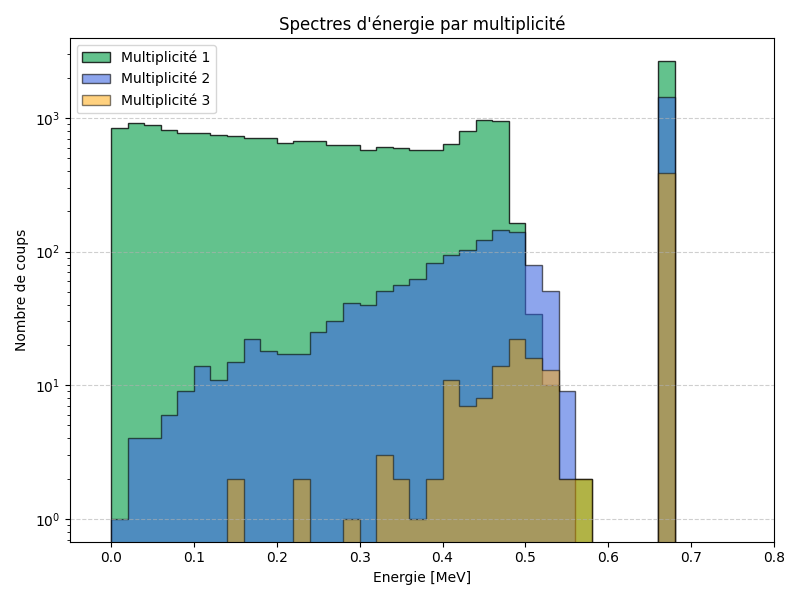 Spectres d'énergie par multiplicité
Multiplicité 1
Multiplicité 2
Multiplicité 3
Nombre de coups
10³
10²
10¹
10⁰
0.0 0.1 0.2 0.3 0.4 0.5 0.6 0.7 0.8
Energie [MeV]